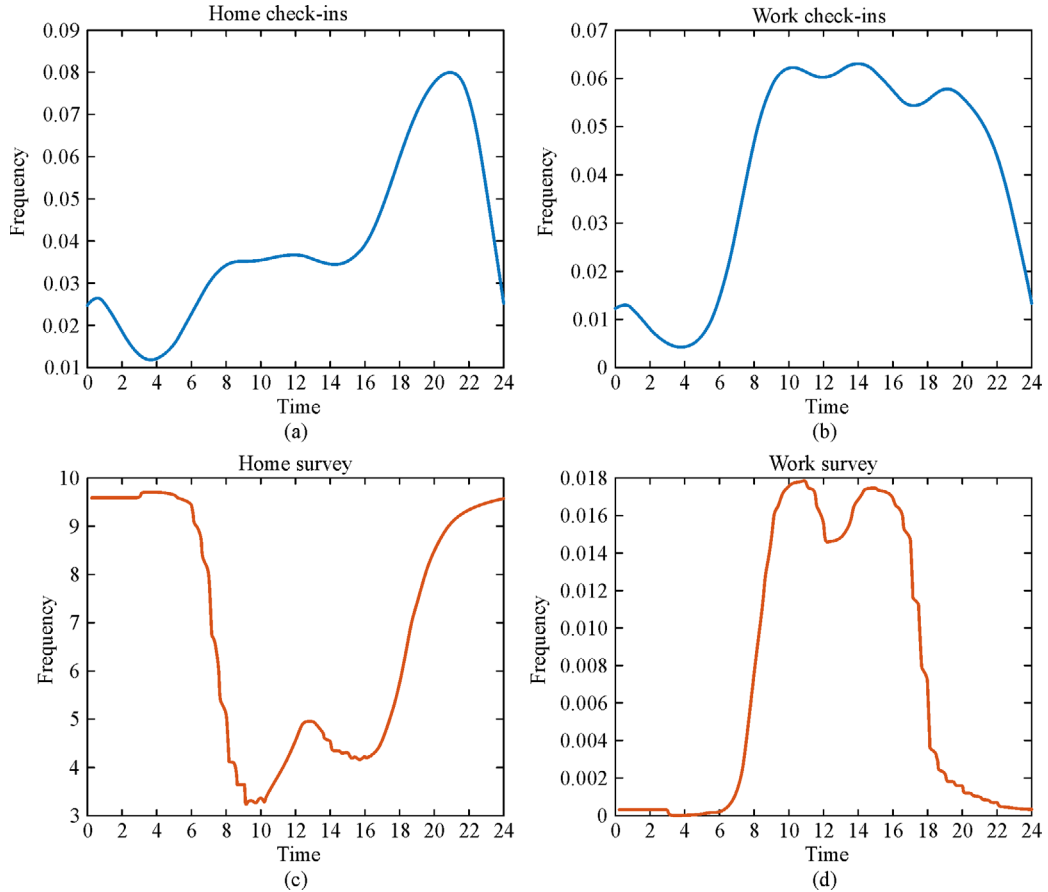 Home check-ins
Frequency
0.09
0.08
0.07
0.06
0.05
0.04
0.03
0.02
0.01
0 2 4 6 8 10 12 14 16 18 20 22 24
Time
(a)
Work check-ins
Frequency
0.07
0.06
0.05
0.04
0.03
0.02
0.01
0
0 2 4 6 8 10 12 14 16 18 20 22 24
Time
(b)
Home survey
Frequency
10
9
8
7
6
5
4
3
0 2 4 6 8 10 12 14 16 18 20 22 24
Time
(c)
Work survey
Frequency
0.018
0.016
0.014
0.012
0.010
0.008
0.006
0.004
0.002
0
0 2 4 6 8 10 12 14 16 18 20 22 24
Time
(d)